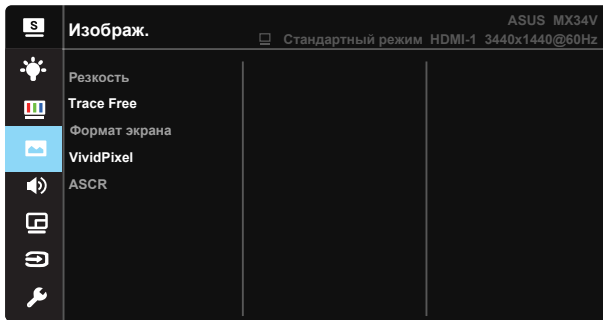 S
Изображ.
ASUS MX34V
Стандартный режим HDMI-1 3440x1440@60Hz
Резкость
Trace Free
Формат экрана
VividPixel
ASCR